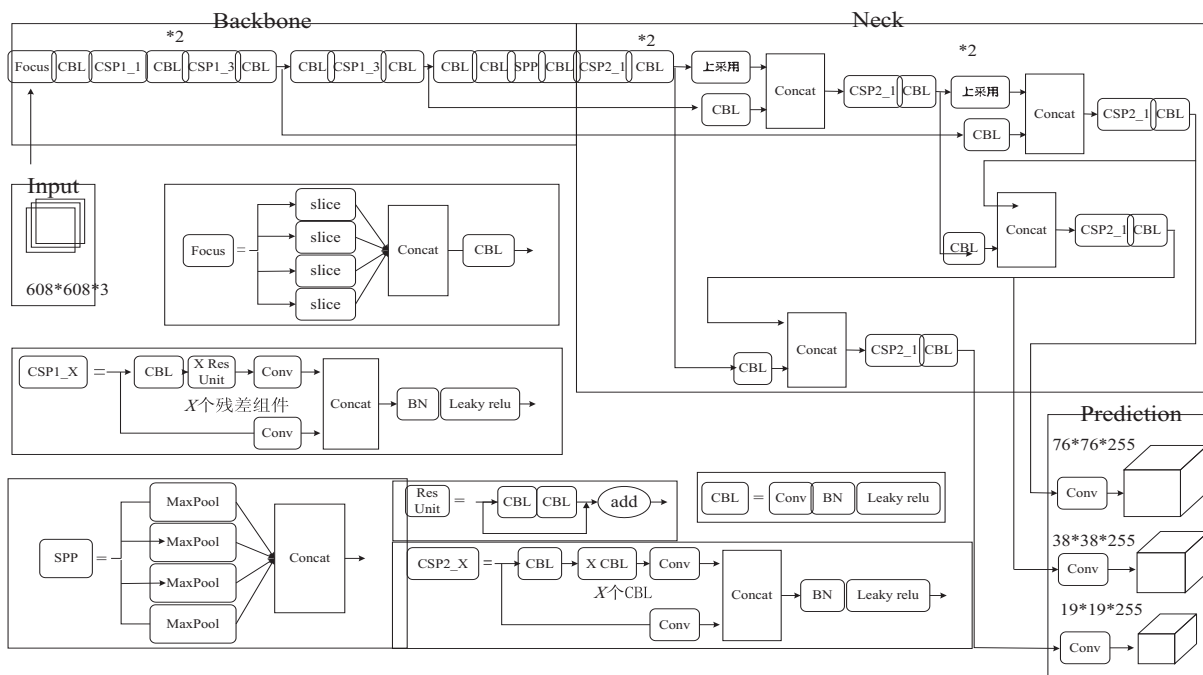 Backbone
Neck
*2
*2
*2
Focus CBL CSP1_1 CBL CSP1_3 CBL CBL CSP1_3 CBL CBL CBL SPP CBL CSP2_1 CBL 上采用
CBL
Concat
CSP2_1 CBL
上采用
CBL
Concat
CSP2_1 CBL
Input
608*608*3
Focus =
slice
slice
slice
slice
Concat
CBL
CBL
Concat
CSP2_1 CBL
CBL
Concat
CSP2_1 CBL
CSP1_X =
CBL
X Res
Unit
Conv
X个残差组件
Conv
Concat
BN Leaky relu
Prediction
76*76*255
Conv
38*38*255
Conv
19*19*255
Conv
SPP =
MaxPool
MaxPool
MaxPool
MaxPool
Concat
Res
Unit
=
CBL CBL add
CBL = Conv BN Leaky relu
CSP2_X =
CBL
X CBL
Conv
X个CBL
Conv
Concat
BN Leaky relu